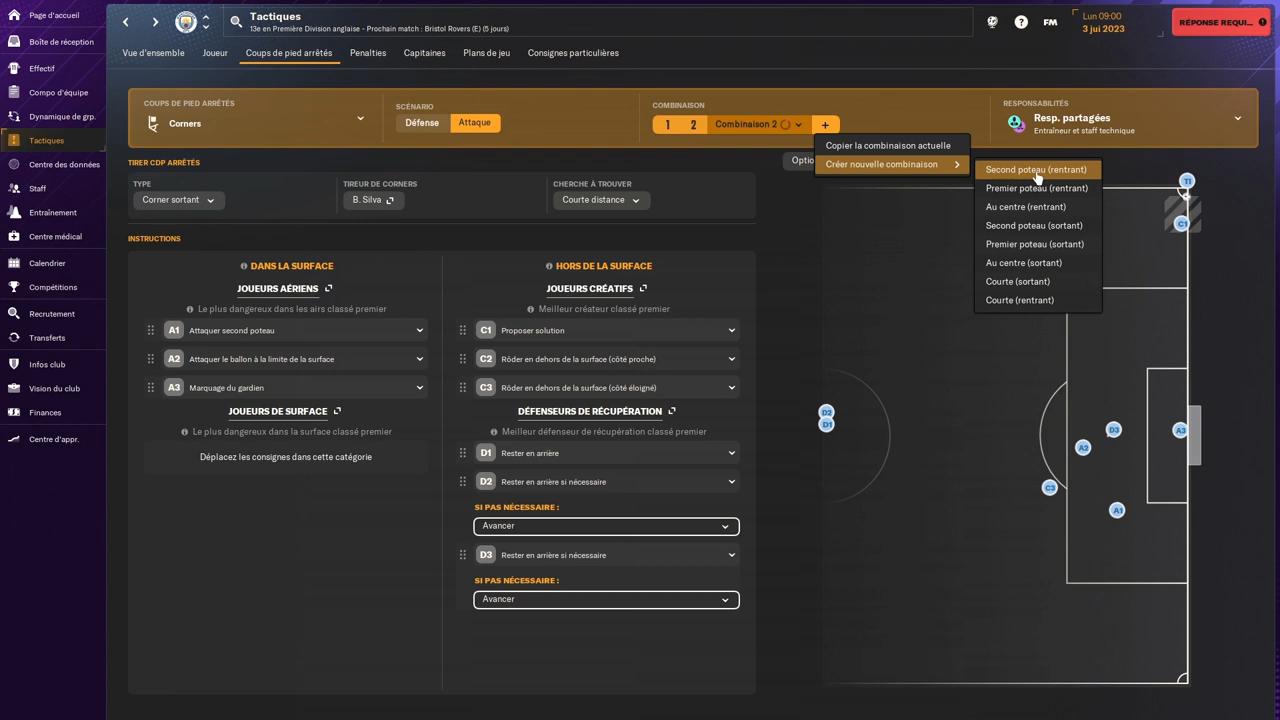 Page d'accueil
Boîte de réception
Effectif
Compo d'équipe
Dynamique de grp.
Tactiques
Centre des données
Staff
Entraînement
Centre médical
Calendrier
Compétitions
Recrutement
Transferts
Infos club
Vision du club
Finances
Centre d'appr.
Tactiques
13e en Première Division anglaise - Prochain match : Bristol Rovers (E) (5 jours)
FM
Lun 09:00
3 jui 2023
RÉPONSE REQUI...
Vue d'ensemble Joueur Coups de pied arrêtés Penalties Capitaines Plans de jeu Consignes particulières
COUPS DE PIED ARRÊTÉS
Corners
SCÉNARIO
Défense Attaque
COMBINAISON
1 2 Combinaison 2 +
RESPONSABILITÉS
Resp. partagées
Entraîneur et staff technique
Copier la combinaison actuelle
Créer nouvelle combinaison
Optio
Second poteau (rentrant)
Premier poteau (rentrant)
Au centre (rentrant)
Second poteau (sortant)
Premier poteau (sortant)
Au centre (sortant)
Courte (sortant)
Courte (rentrant)
TIRER CDP ARRÊTÉS
TYPE
Corner sortant
TIREUR DE CORNERS
B. Silva
CHERCHE À TROUVER
Courte distance
INSTRUCTIONS
DANS LA SURFACE
JOUEURS AÉRIENS
Le plus dangereux dans les airs classé premier
A1 Attaquer second poteau
A2 Attaquer le ballon à la limite de la surface
A3 Marquage du gardien
JOUEURS DE SURFACE
Le plus dangereux dans la surface classé premier
Déplacez les consignes dans cette catégorie
HORS DE LA SURFACE
JOUEURS CRÉATIFS
Meilleur créateur classé premier
C1 Proposer solution
C2 Rôder en dehors de la surface (côté proche)
C3 Rôder en dehors de la surface (côté éloigné)
DÉFENSEURS DE RÉCUPÉRATION
Meilleur défenseur de récupération classé premier
D1 Rester en arrière
D2 Rester en arrière si nécessaire
SI PAS NÉCESSAIRE :
Avancer
D3 Rester en arrière si nécessaire
SI PAS NÉCESSAIRE :
Avancer
TI
C1
D2
D1
D3
A3
A2
C3
A1